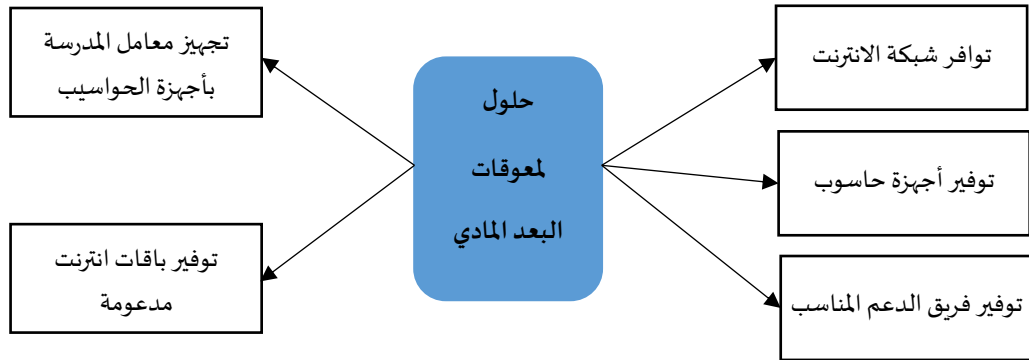 حلول
لمعوقات
البعد المادي
توافر شبكة الانترنت
توفير أجهزة حاسوب
توفير فريق الدعم المناسب
تجهيز معامل المدرسة
بأجهزة الحواسيب
توفير باقات انترنت
مدعومة